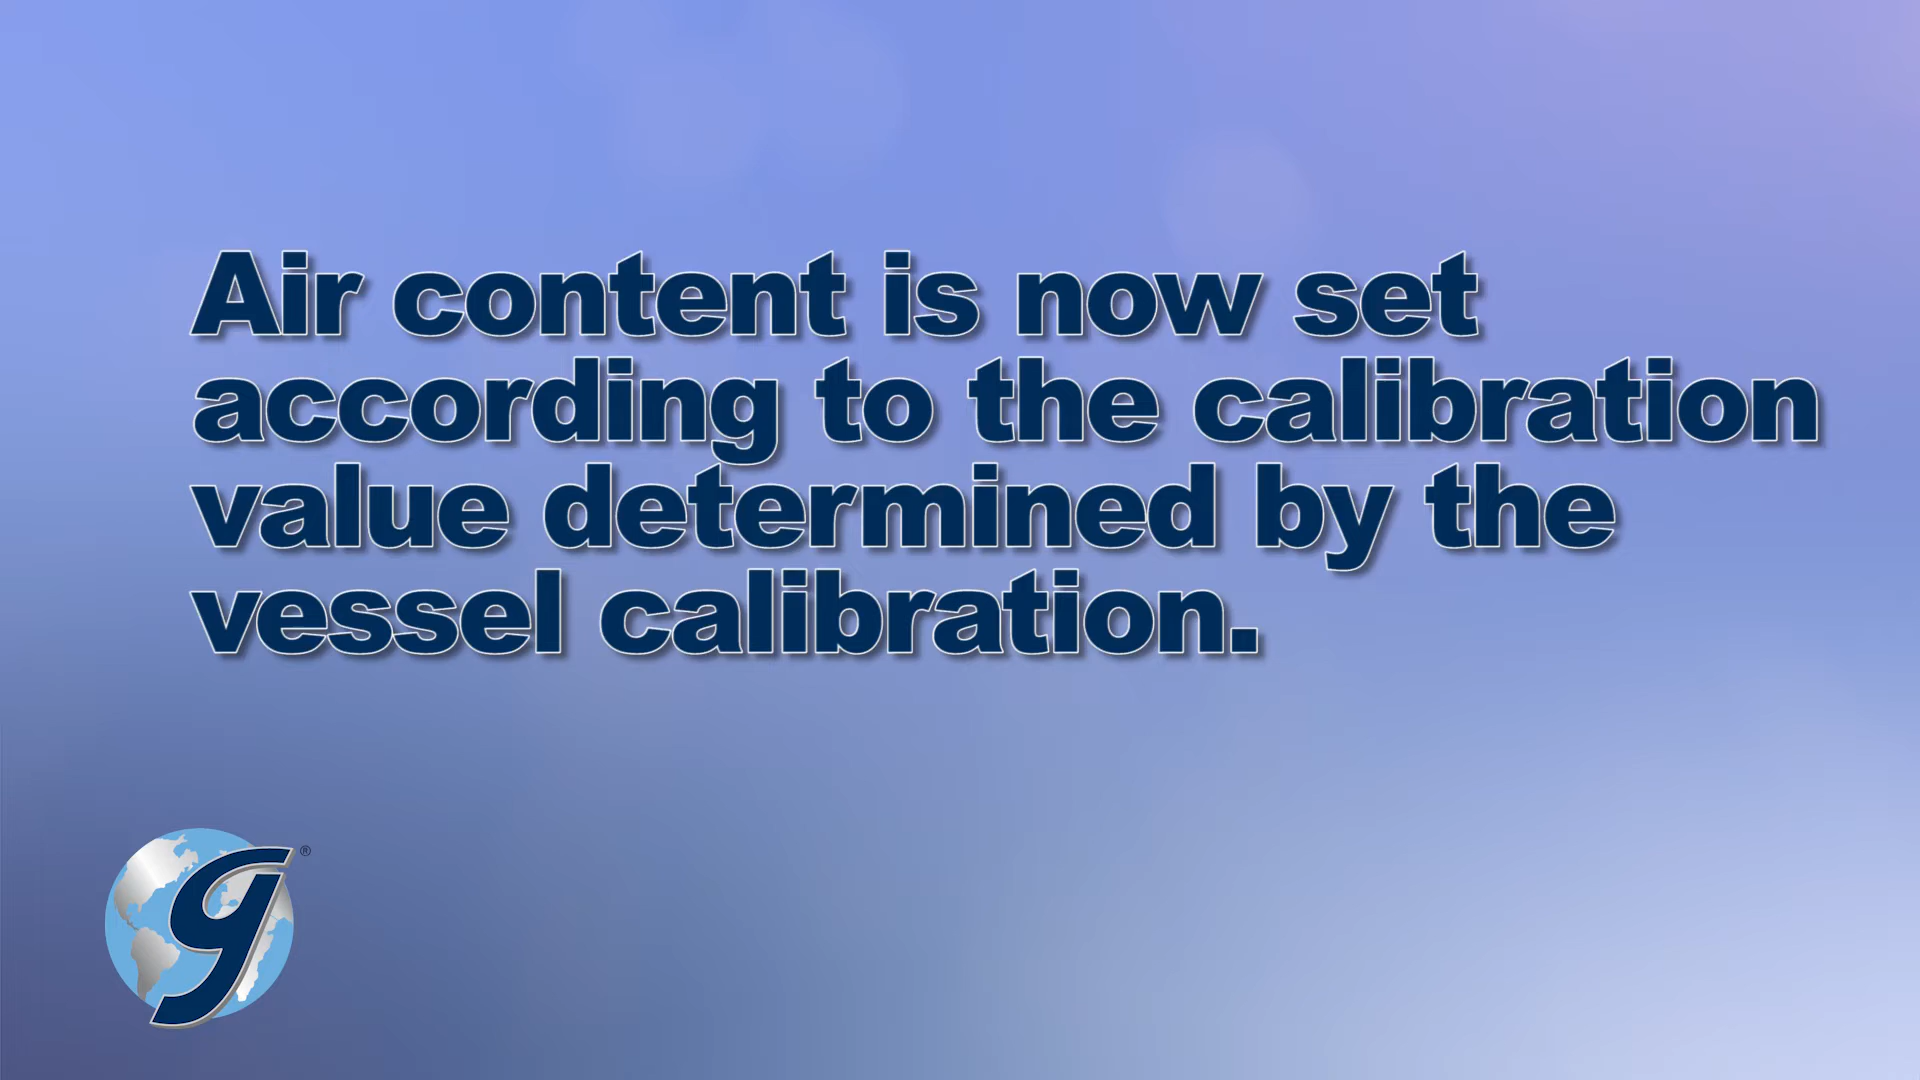 Air content is now set
according to the calibration
value determined by the
vessel calibration.
g®